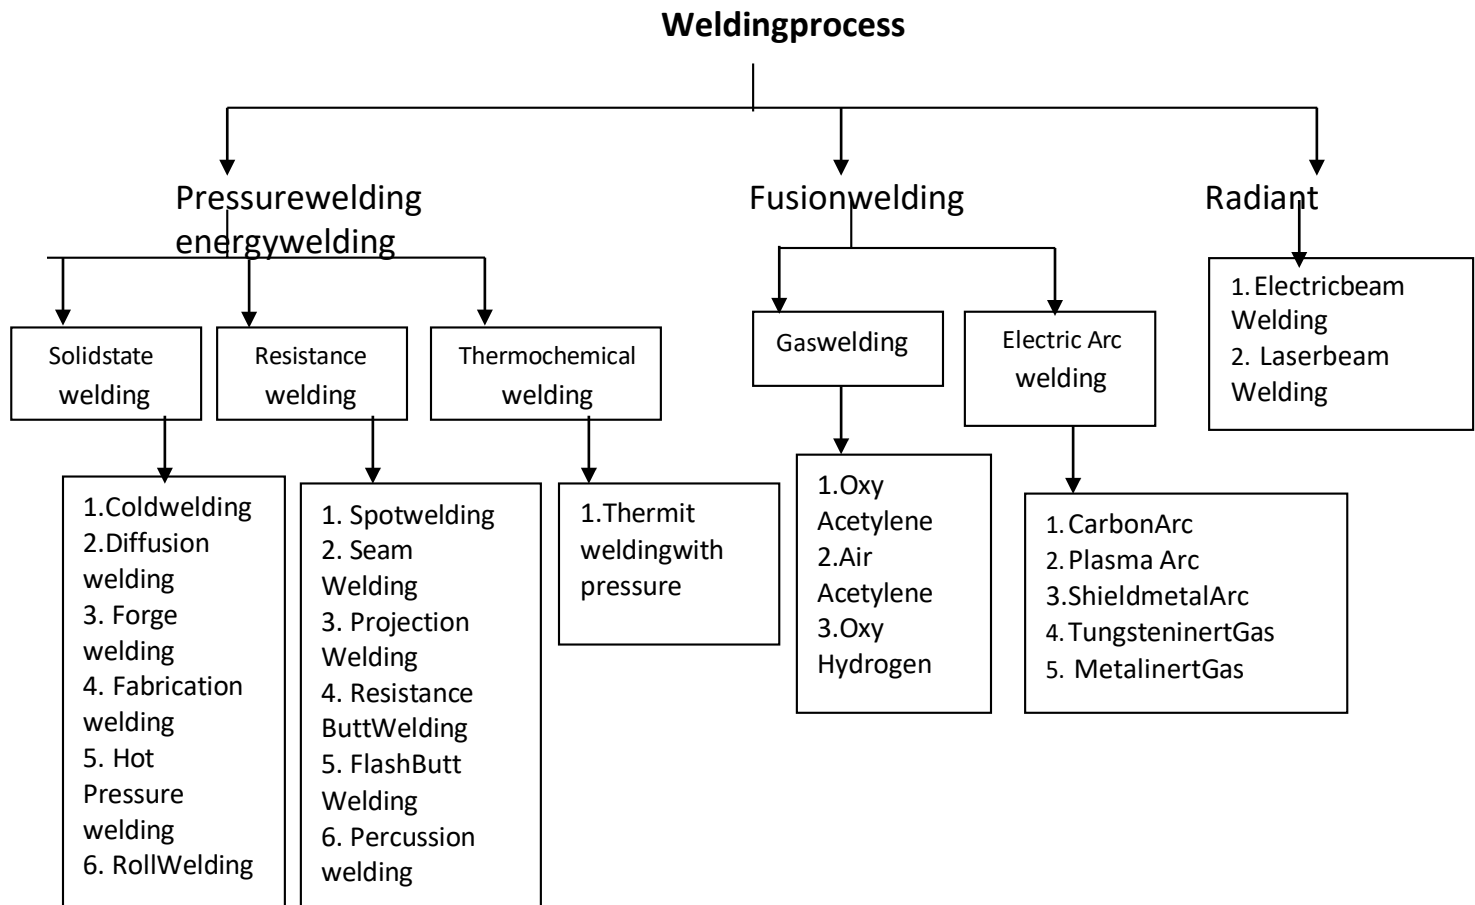 Weldingprocess
Pressurewelding
energywelding
Fusionwelding
Radiant
Solidstate
welding
Resistance
welding
Thermochemical
welding
Gaswelding
Electric Arc
welding
1.Electricbeam
Welding
2. Laserbeam
Welding
1.Coldwelding
2.Diffusion
welding
3. Forge
welding
4. Fabrication
welding
5. Hot
Pressure
welding
6. RollWelding
1. Spotwelding
2. Seam
Welding
3. Projection
Welding
4. Resistance
ButtWelding
5. FlashButt
Welding
6. Percussion
welding
1.Thermit
weldingwith
pressure
1.Oxy
Acetylene
2.Air
Acetylene
3.Oxy
Hydrogen
1.CarbonArc
2.Plasma Arc
3.ShieldmetalArc
4.TungsteninertGas
5. MetalinertGas